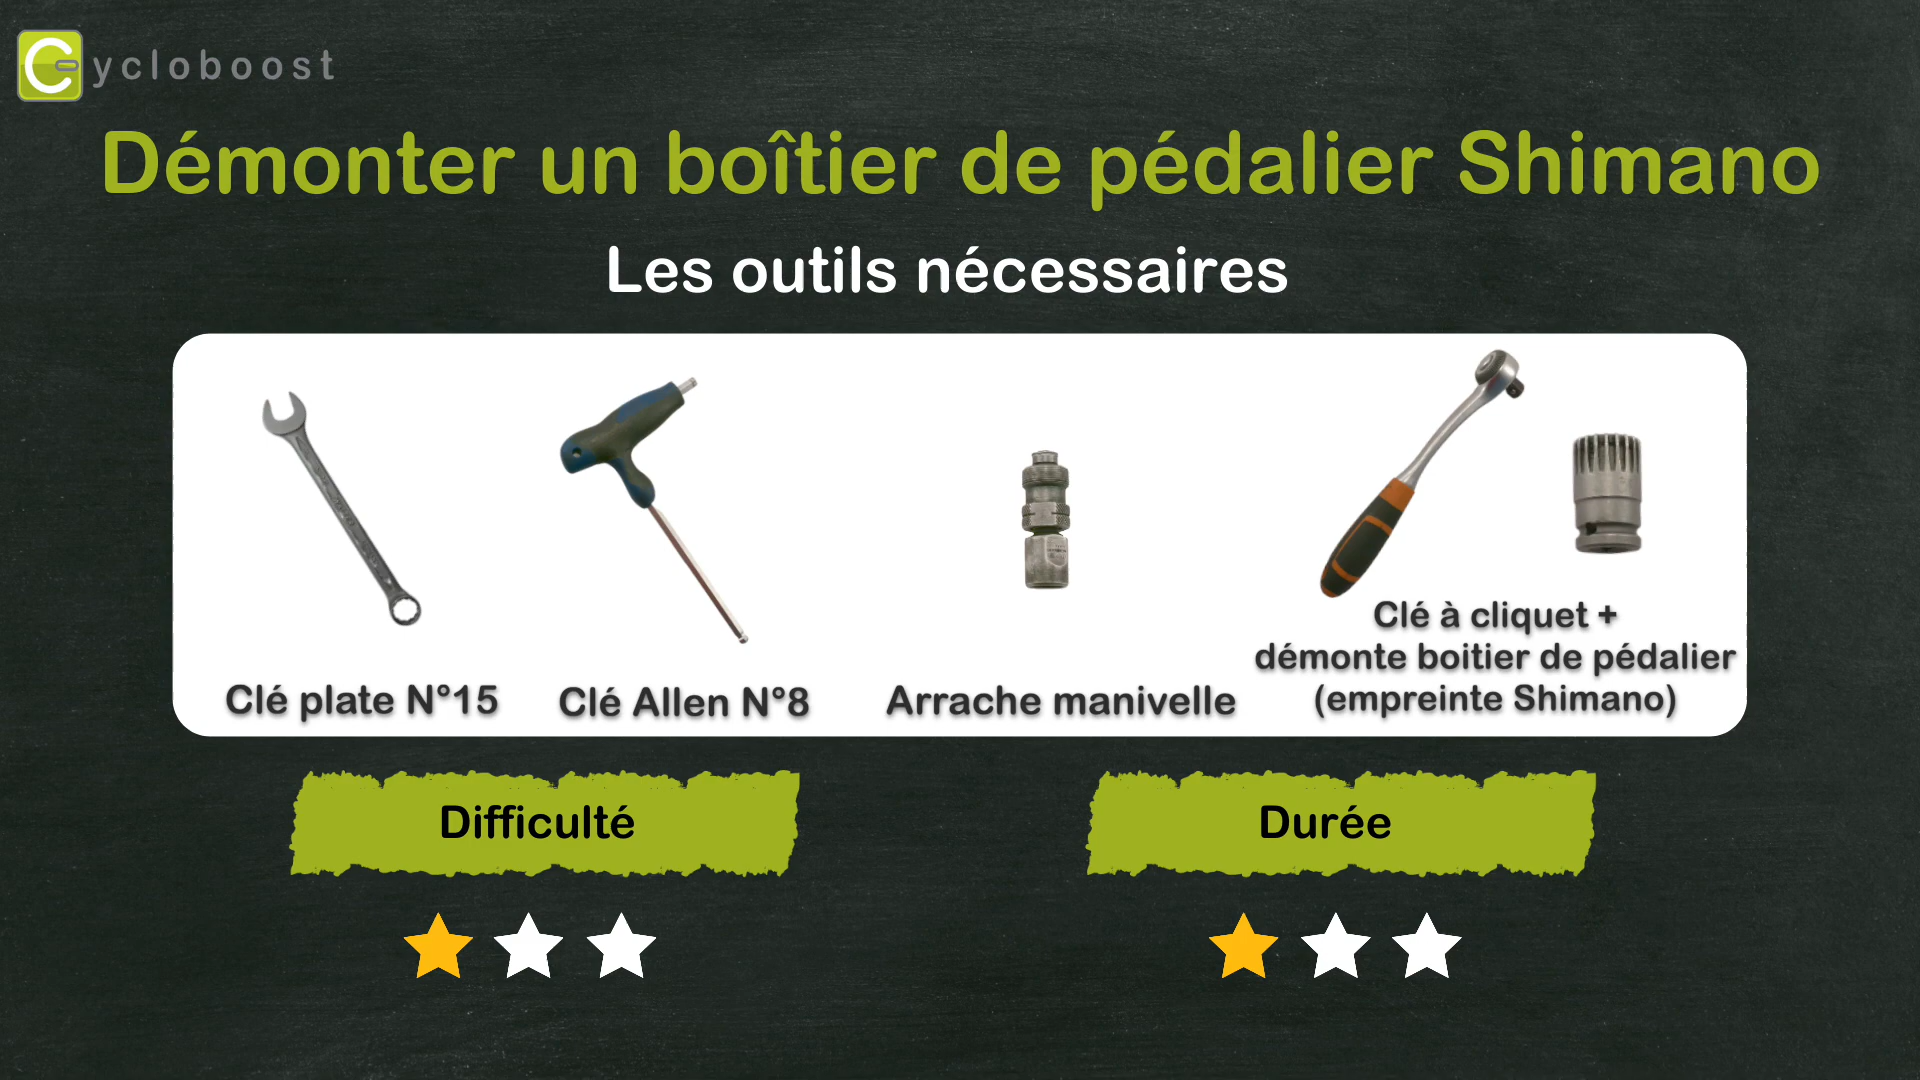 Cycloboost
Démonter un boîtier de pédalier Shimano
Les outils nécessaires
Clé plate N°15
Clé Allen N°8
Arrache manivelle
Clé à cliquet +
démonte boitier de pédalier
(empreinte Shimano)
Difficulté
Durée